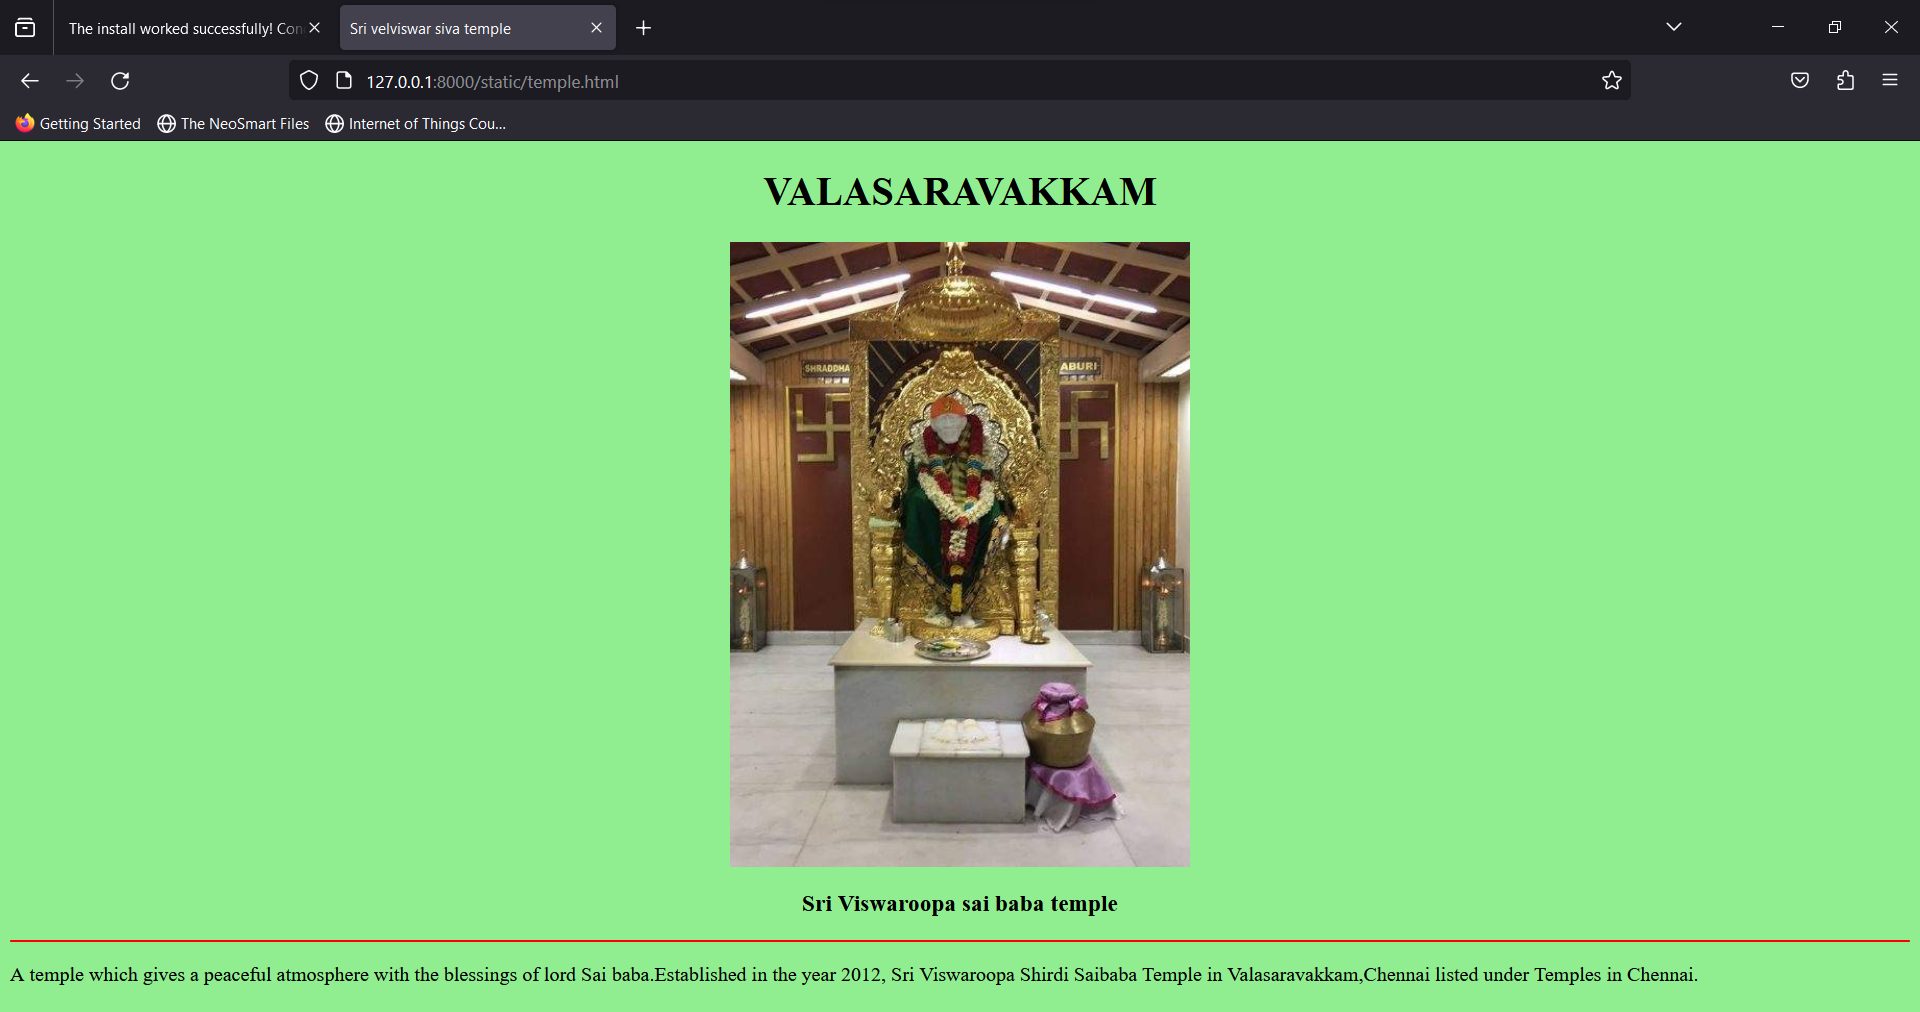 The install worked successfully! Con
Sri velviswar siva temple
127.0.0.1:8000/static/temple.html
Getting Started
The NeoSmart Files
Internet of Things Cou...
VALASARAVAKKAM
SHRADDHA
ABURI
Sri Viswaroopa sai baba temple
A temple which gives a peaceful atmosphere with the blessings of lord Sai baba.Established in the year 2012, Sri Viswaroopa Shirdi Saibaba Temple in Valasaravakkam,Chennai listed under Temples in Chennai.